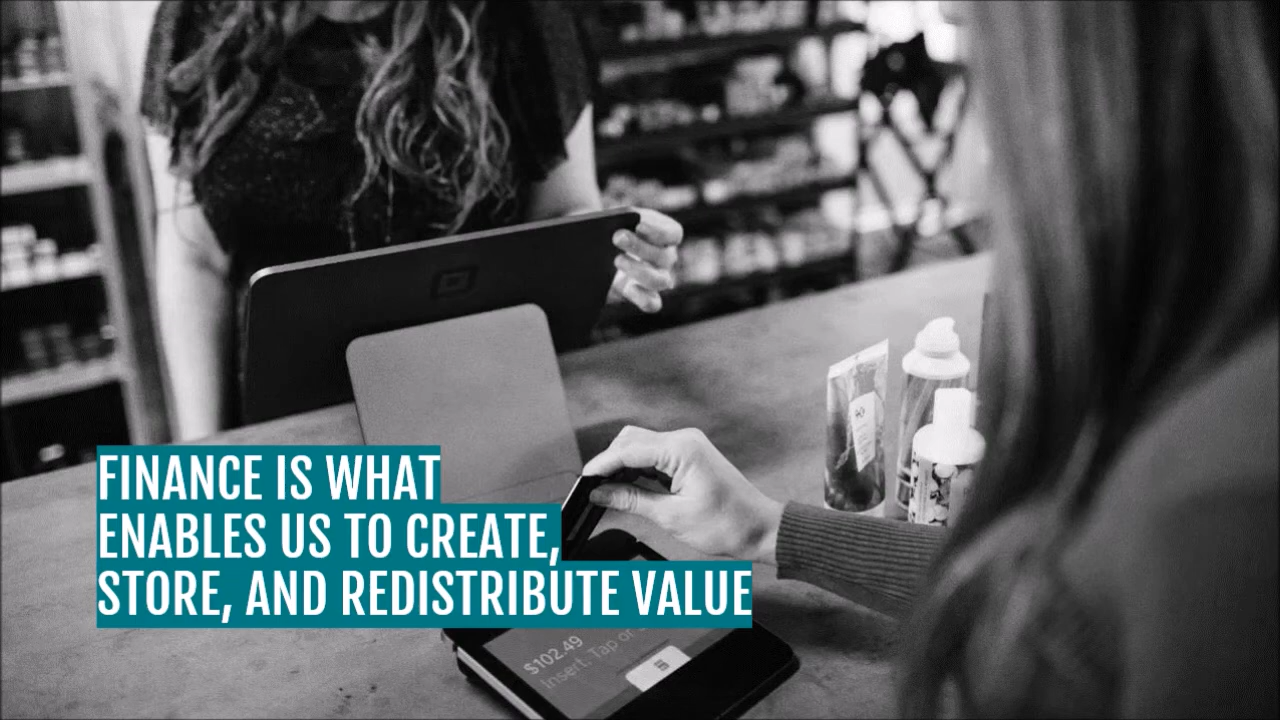 FINANCE IS WHAT
ENABLES US TO CREATE,
STORE, AND REDISTRIBUTE VALUE
$102.49
Insert, Tap or